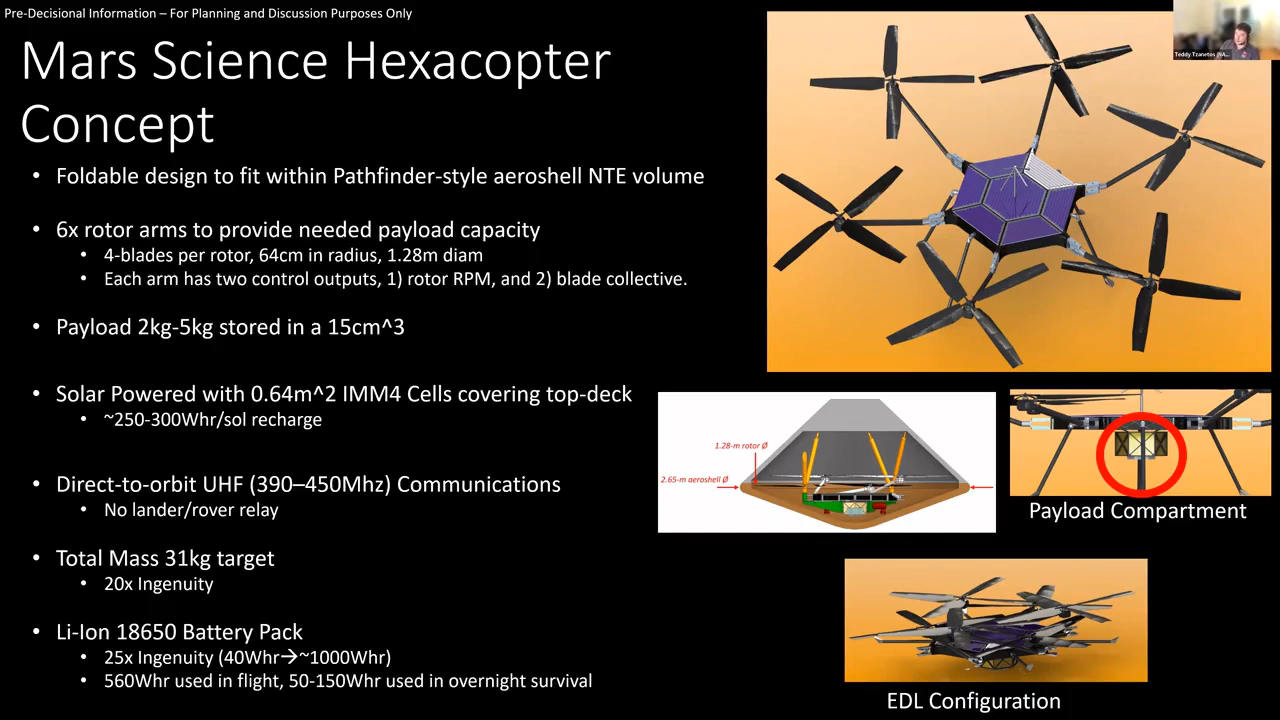 Pre-Decisional Information – For Planning and Discussion Purposes Only
Mars Science Hexacopter
Concept
• Foldable design to fit within Pathfinder-style aeroshell NTE volume
• 6x rotor arms to provide needed payload capacity
• 4-blades per rotor, 64cm in radius, 1.28m diam
• Each arm has two control outputs, 1) rotor RPM, and 2) blade collective.
• Payload 2kg-5kg stored in a 15cm^3
• Solar Powered with 0.64m^2 IMM4 Cells covering top-deck
• ~250-300Whr/sol recharge
• Direct-to-orbit UHF (390–450Mhz) Communications
• No lander/rover relay
• Total Mass 31kg target
• 20x Ingenuity
• Li-Ion 18650 Battery Pack
• 25x Ingenuity (40Whr→~1000Whr)
• 560Whr used in flight, 50-150Whr used in overnight survival
Teddy Tzanetos (NA...
1.28-m rotor Ø
2.65-m aeroshell Ø
Payload Compartment
EDL Configuration